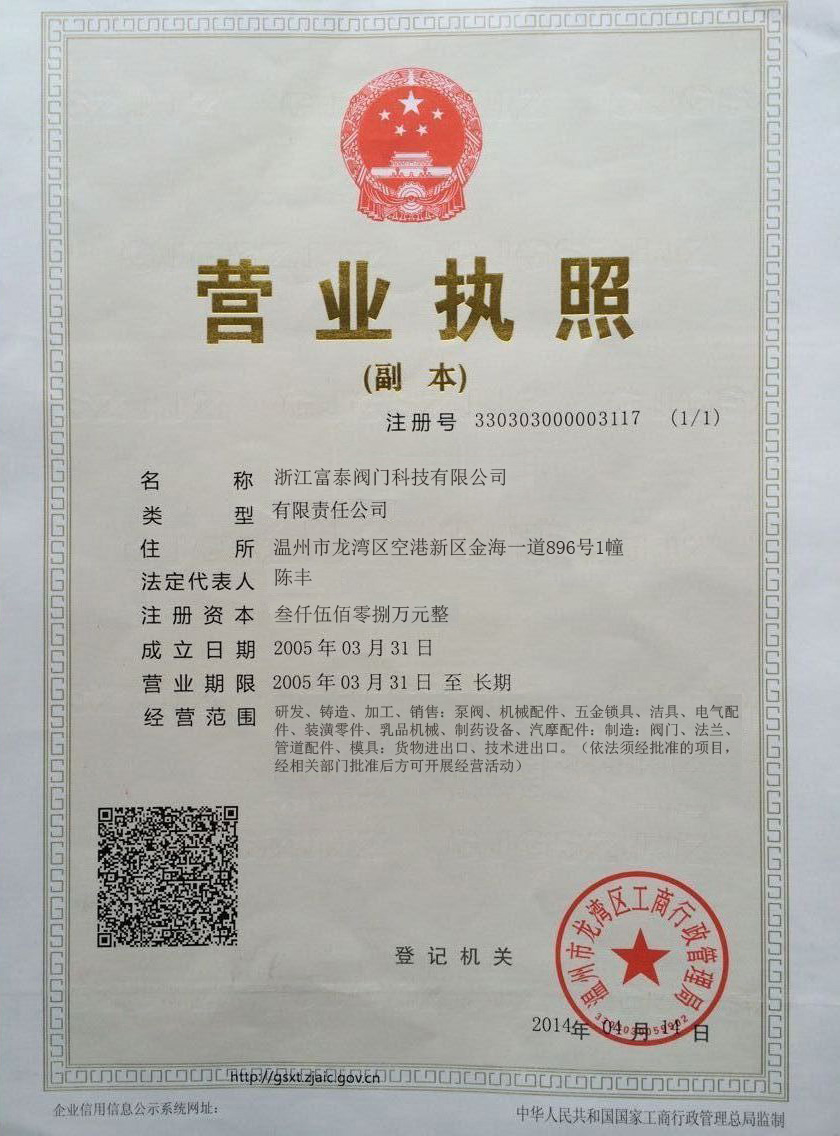 营业执照
(副 本)
注册号 330303000003117 (1/1)
名称 浙江富泰阀门科技有限公司
类型 有限责任公司
住所 温州市龙湾区空港新区金海一道896号1幢
法定代表人 陈丰
注册资本 叁仟伍佰零捌万元整
成立日期 2005年03月31日
营业期限 2005年03月31日 至 长期
经营范围 研发、铸造、加工、销售：泵阀、机械配件、五金锁具、洁具、电气配
件、装潢零件、乳品机械、制药设备、汽摩配件；制造：阀门、法兰、
管道配件、模具；货物进出口、技术进出口。（依法须经批准的项目，
经相关部门批准后方可开展经营活动）
温州市龙湾区工商行政管理局
登记机关
2014年04月14日
http://gsxt.zjaic.gov.cn
企业信用信息公示系统网址：
中华人民共和国国家工商行政管理总局监制